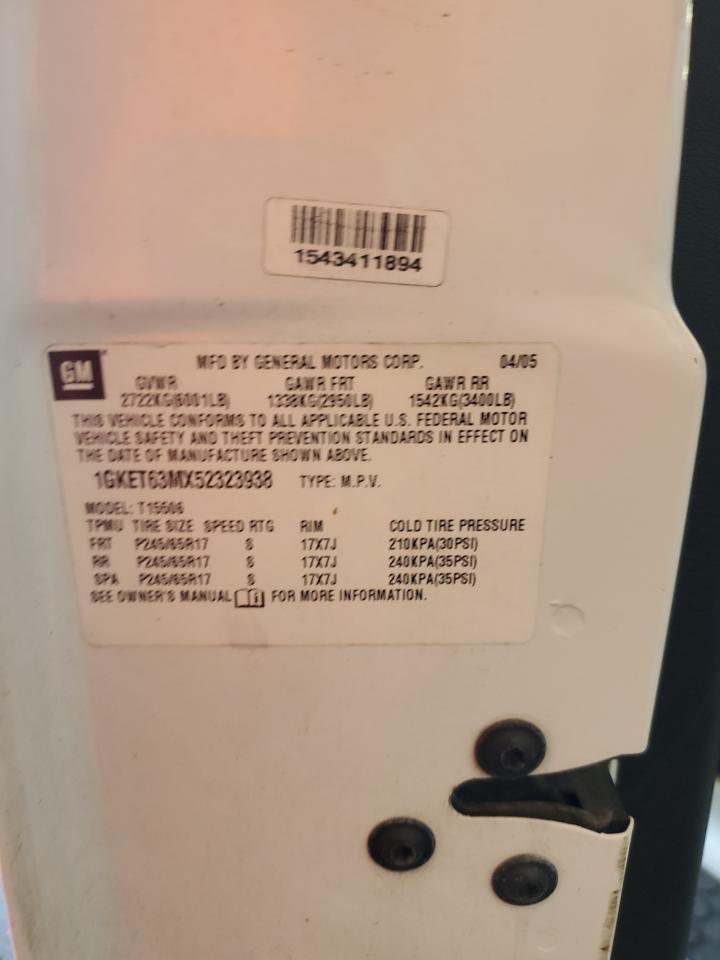 1543411894
GM
MFD BY GENERAL MOTORS CORP. 04/05
GVWR GAWR FRT GAWR RR
2722KG(6001LB) 1338KG(2950LB) 1542KG(3400LB)
THIS VEHICLE CONFORMS TO ALL APPLICABLE U.S. FEDERAL MOTOR
VEHICLE SAFETY AND THEFT PREVENTION STANDARDS IN EFFECT ON
THE DATE OF MANUFACTURE SHOWN ABOVE.
1GKET63MX52323938 TYPE: M.P.V.
MODEL: T15506
TPMU TIRE SIZE SPEED RTG RIM COLD TIRE PRESSURE
FRT P245/65R17 S 17X7J 210KPA(30PSI)
RR P245/65R17 S 17X7J 240KPA(35PSI)
SPA P245/65R17 S 17X7J 240KPA(35PSI)
SEE OWNER'S MANUAL FOR MORE INFORMATION.